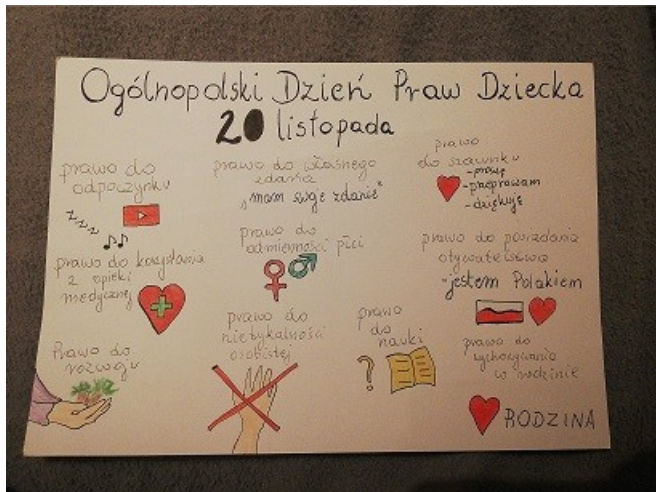 Ogólnopolski Dzień Praw Dziecka
20 listopada
prawo do
odpoczynku
zzzz
prawo do własnego
zdania
"mam swoje zdanie"
prawo
do szacunku
- proszę
- przepraszam
- dziękuję
prawo do korzystania
z opieki
medycznej
prawo do
odmienności płci
prawo do posiadania
obywatelstwa
- jestem Polakiem
Prawo do
rozwoju
prawo do
nietykalności
osobistej
prawo
do
nauki
?
prawo do
wychowywania
w rodzinie
RODZINA